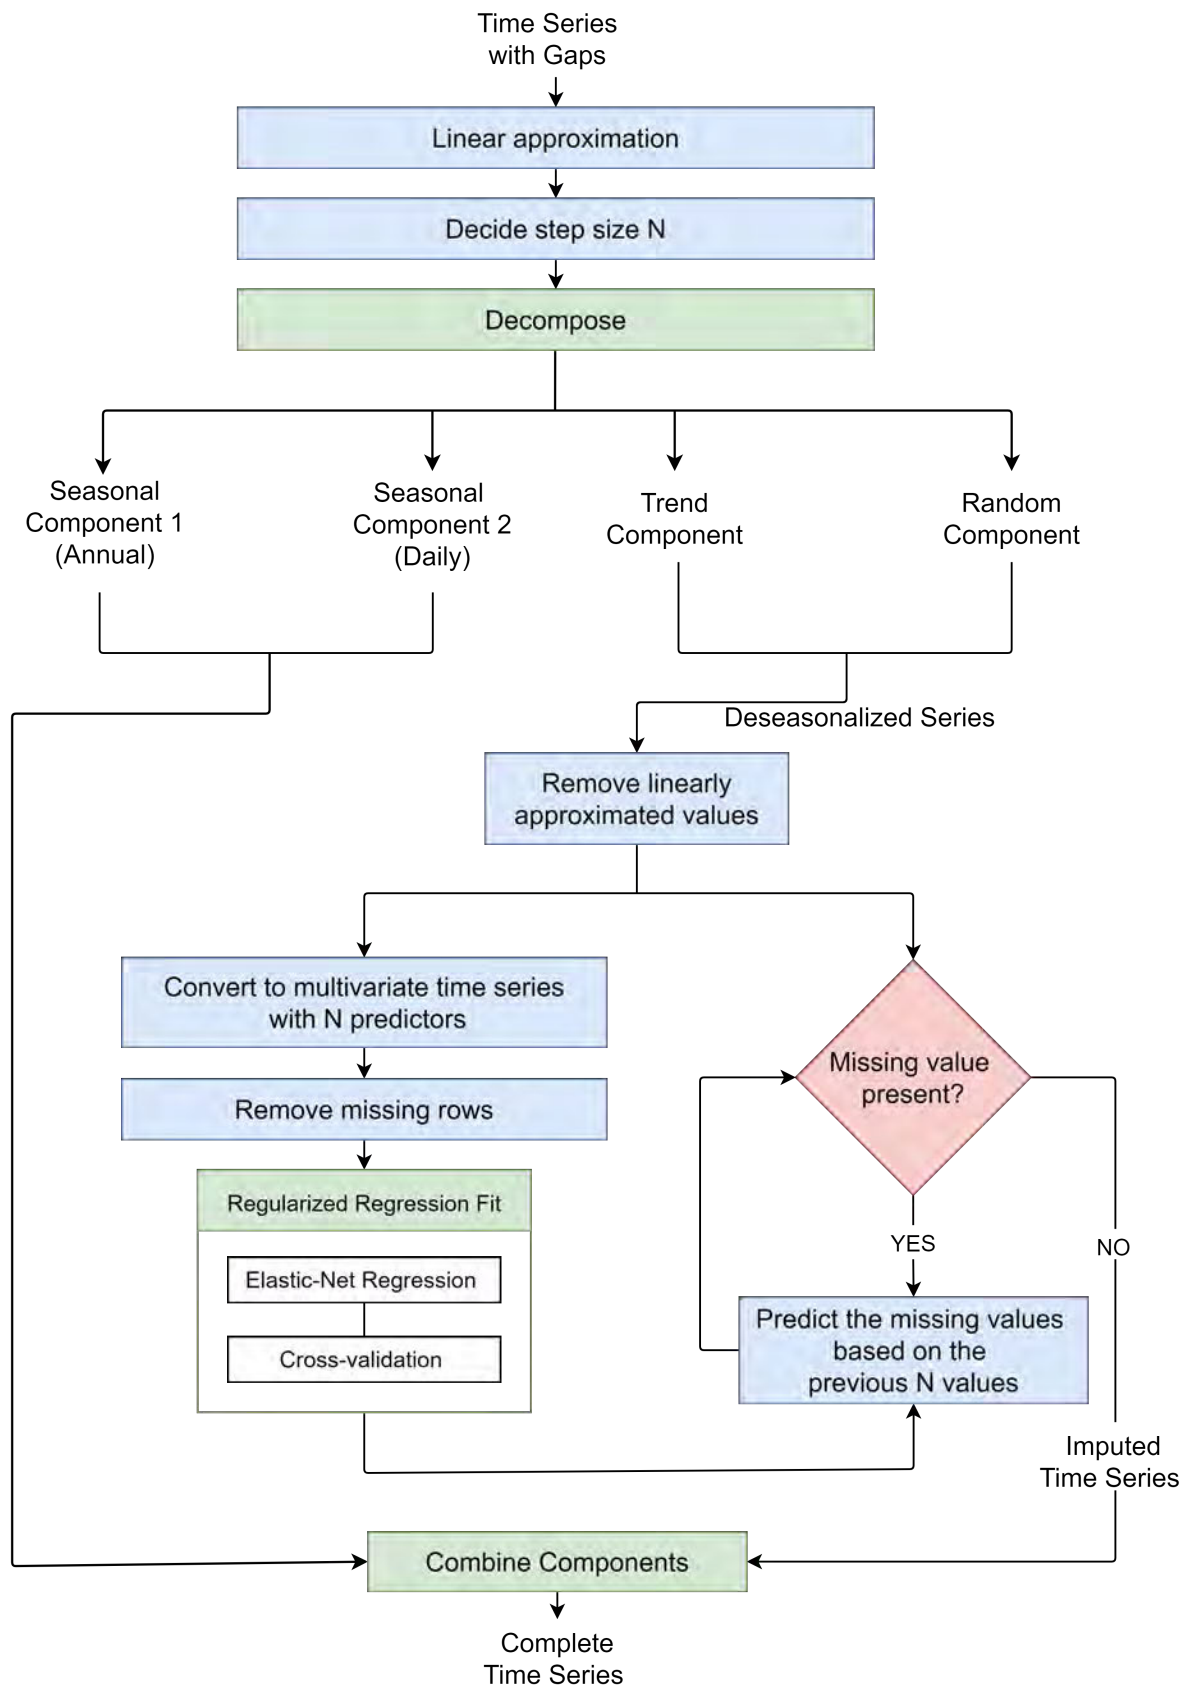 Time Series
with Gaps
Linear approximation
Decide step size N
Decompose
Seasonal
Component 1
(Annual)
Seasonal
Component 2
(Daily)
Trend
Component
Random
Component
Deseasonalized Series
Remove linearly
approximated values
Convert to multivariate time series
with N predictors
Missing value
present?
Remove missing rows
Regularized Regression Fit
Elastic-Net Regression
Cross-validation
YES
NO
Predict the missing values
based on the
previous N values
Imputed
Time Series
Combine Components
Complete
Time Series